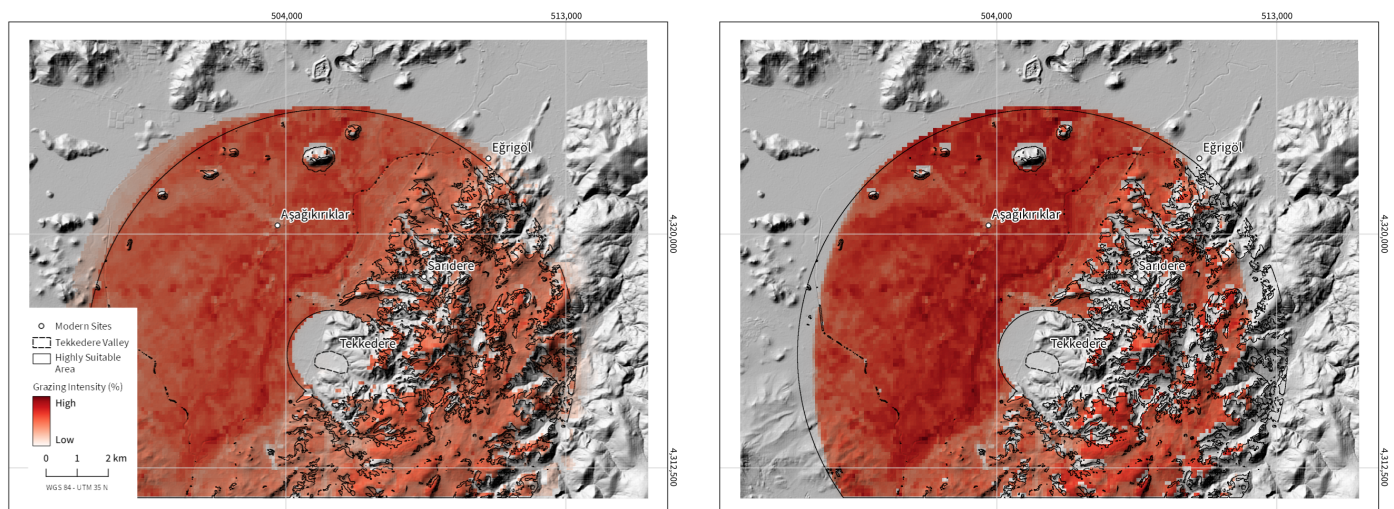 504,000
513,000
Eğrigöl
Aşağıkırıklar
4,320,000
Sarıdere
Tekkedere
Modern Sites
Tekkedere Valley
Highly Suitable
Area
Grazing Intensity (%)
High
Low
0 1 2 km
WGS 84 - UTM 35 N
4,312,500
504,000
513,000
Eğrigöl
Aşağıkırıklar
4,320,000
Sarıdere
Tekkedere
4,312,500